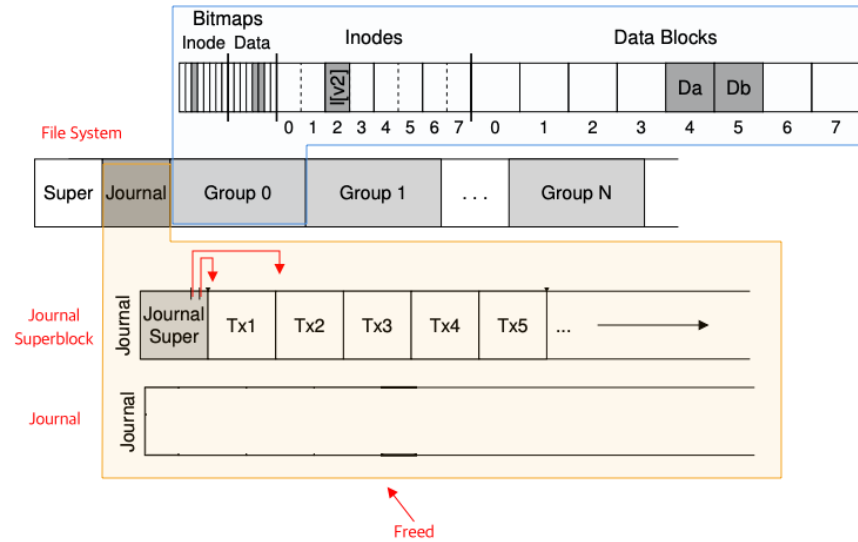 Bitmaps
Inode Data
Inodes
Data Blocks
I[v2]
Da Db
0 1 2 3 4 5 6 7 0 1 2 3 4 5 6 7
File System
Super Journal Group 0 Group 1 ... Group N
Journal Superblock
Journal
Journal Super
Tx1 Tx2 Tx3 Tx4 Tx5 ...
Journal
Journal
Freed